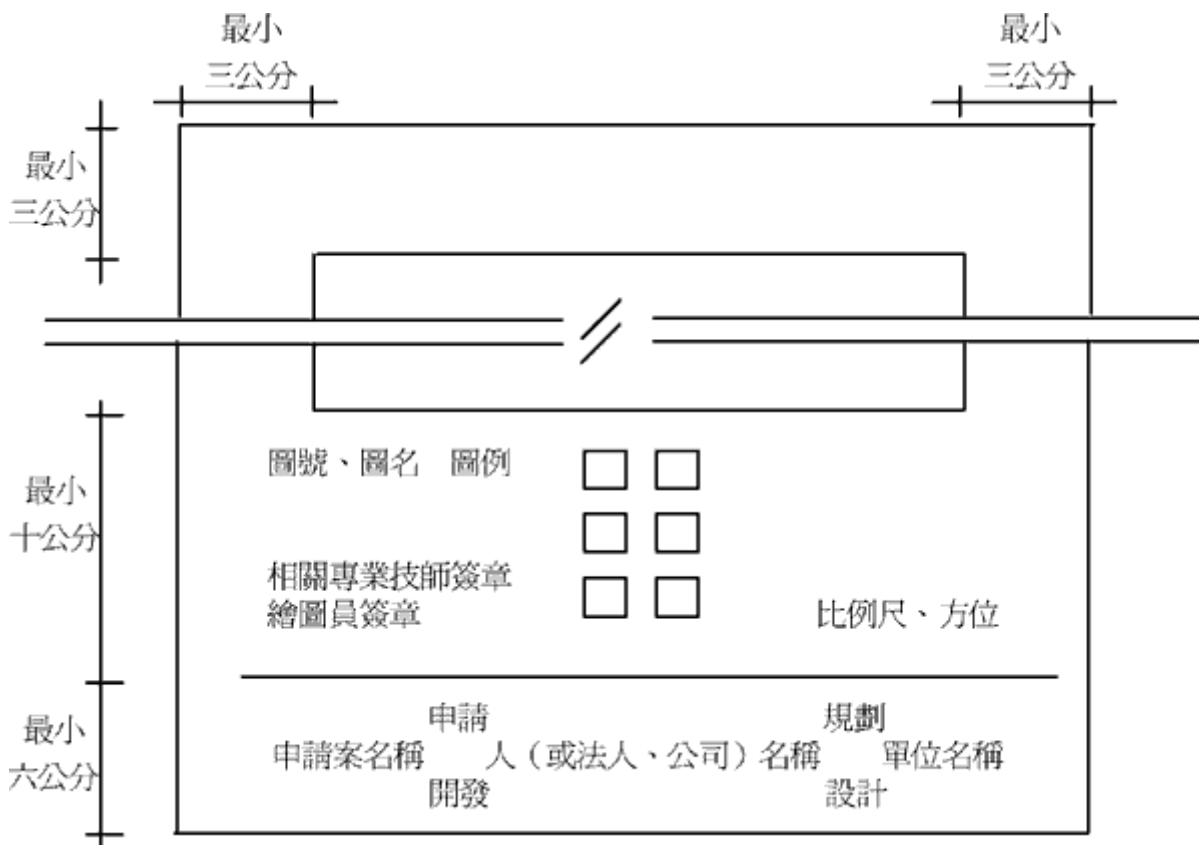 最小
三公分
最小
三公分
最小
三公分
最小
十公分
圖號、圖名　圖例
相關專業技師簽章
繪圖員簽章
比例尺、方位
最小
六公分
申請
規劃
申請案名稱　人（或法人、公司）名稱　單位名稱
開發
設計